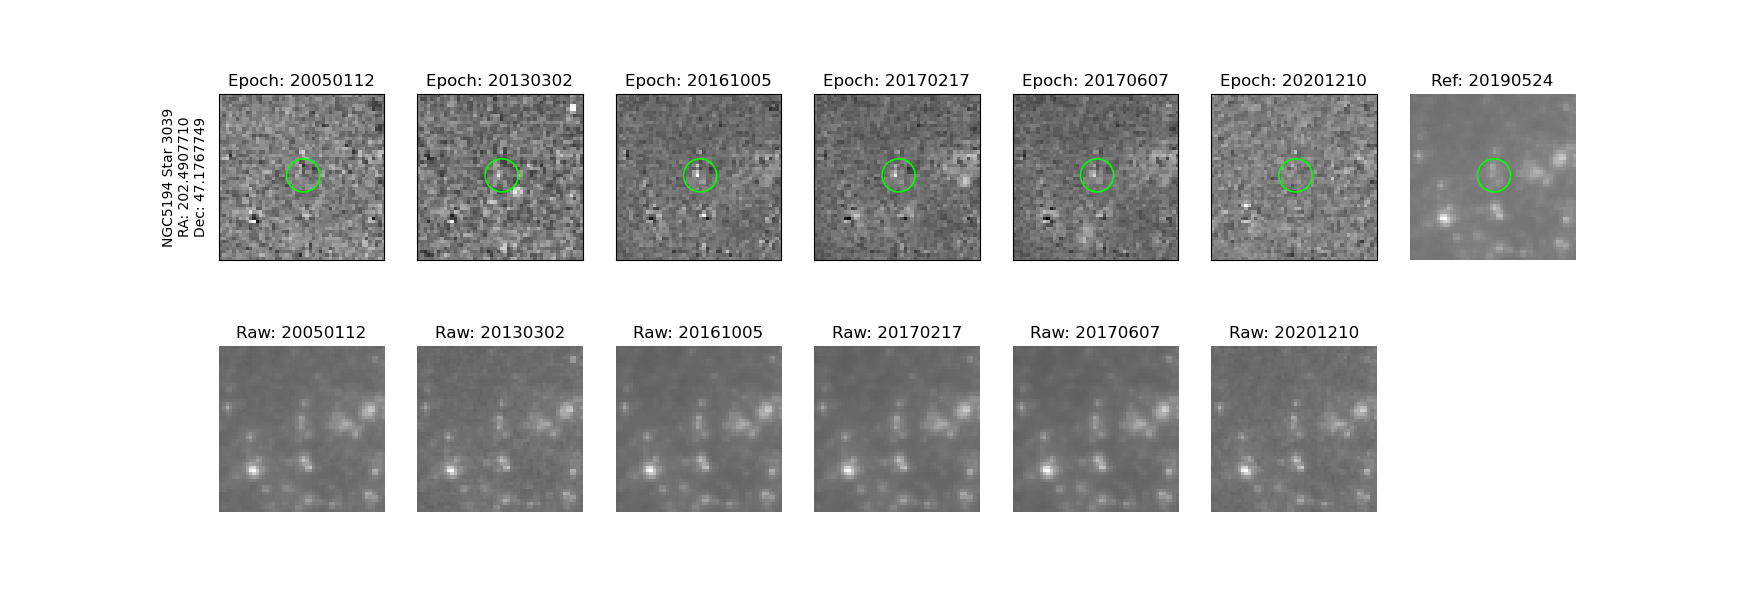 NGC5194 Star 3039
RA: 202.4907710
Dec: 47.1767749
Epoch: 20050112
Epoch: 20130302
Epoch: 20161005
Epoch: 20170217
Epoch: 20170607
Epoch: 20201210
Ref: 20190524
Raw: 20050112
Raw: 20130302
Raw: 20161005
Raw: 20170217
Raw: 20170607
Raw: 20201210